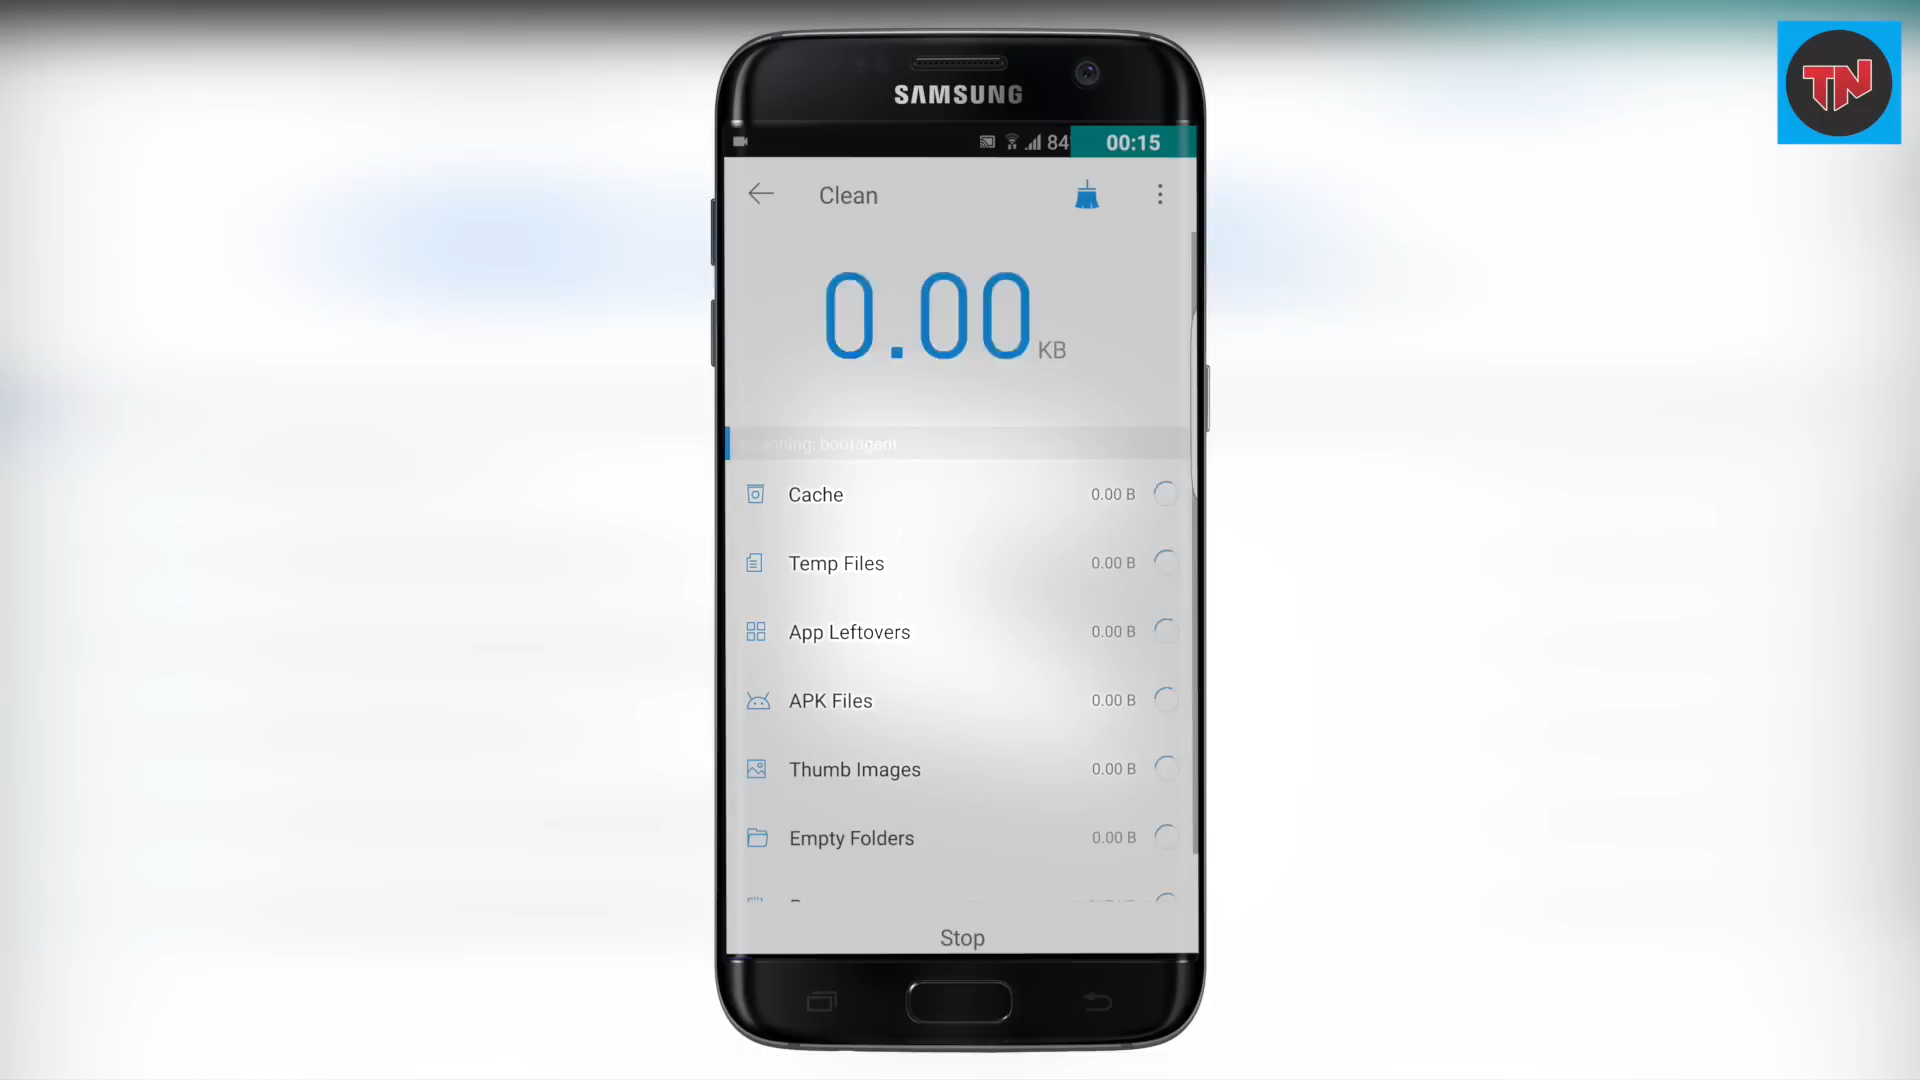 TN
SAMSUNG
84
00:15
Clean
0.00 KB
bootagent
Cache 0.00 B
Temp Files 0.00 B
App Leftovers 0.00 B
APK Files 0.00 B
Thumb Images 0.00 B
Empty Folders 0.00 B
Stop